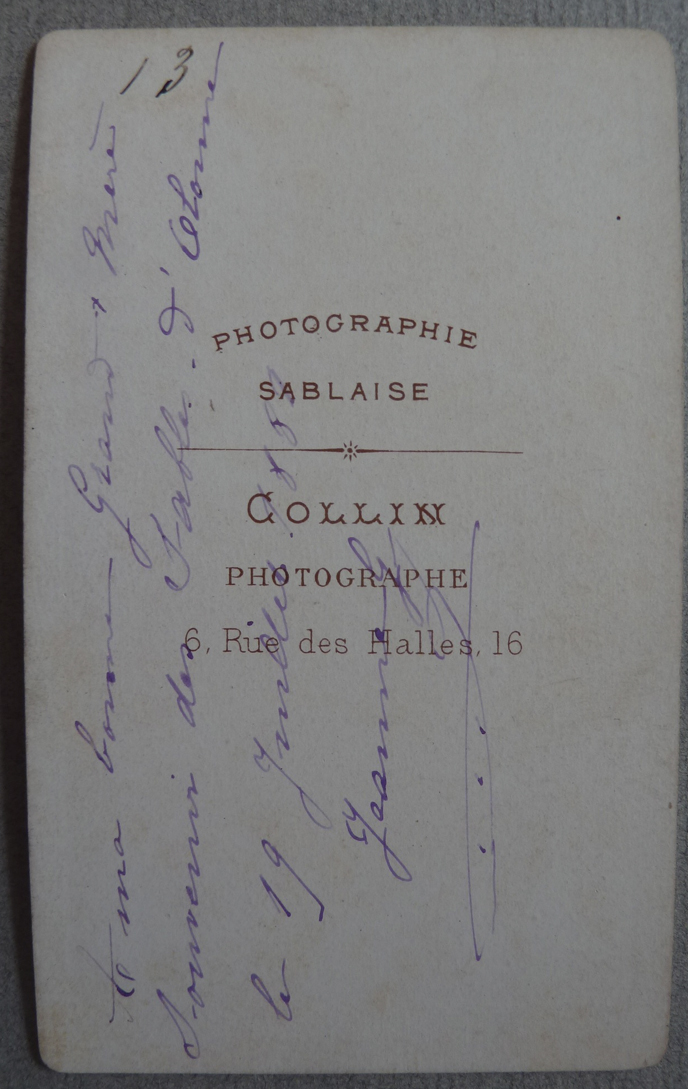 13
PHOTOGRAPHIE
SABLAISE
COLLIN
PHOTOGRAPHE
6, Rue des Halles, 16
A ma bonne Grand + Mère
Souvenir des Sables. d'Olonne
le 19 Juillet
Jeanne